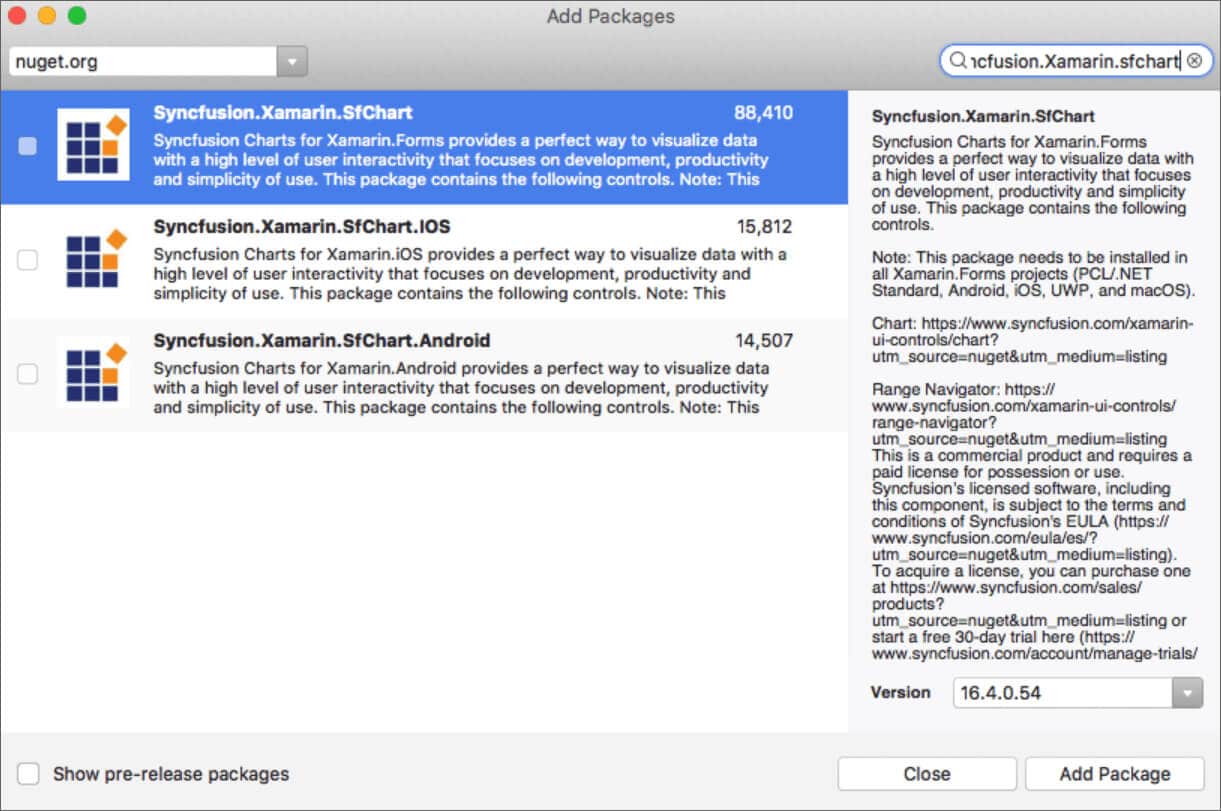 Add Packages
nuget.org
ncfusion.Xamarin.sfchart
Syncfusion.Xamarin.SfChart 88,410
Syncfusion Charts for Xamarin.Forms provides a perfect way to visualize data
with a high level of user interactivity that focuses on development, productivity
and simplicity of use. This package contains the following controls. Note: This
Syncfusion.Xamarin.SfChart.IOS 15,812
Syncfusion Charts for Xamarin.iOS provides a perfect way to visualize data with a
high level of user interactivity that focuses on development, productivity and
simplicity of use. This package contains the following controls. Note: This
Syncfusion.Xamarin.SfChart.Android 14,507
Syncfusion Charts for Xamarin.Android provides a perfect way to visualize data
with a high level of user interactivity that focuses on development, productivity
and simplicity of use. This package contains the following controls. Note: This
Syncfusion.Xamarin.SfChart
Syncfusion Charts for Xamarin.Forms
provides a perfect way to visualize data with
a high level of user interactivity that focuses
on development, productivity and simplicity
of use. This package contains the following
controls.
Note: This package needs to be installed in
all Xamarin.Forms projects (PCL/.NET
Standard, Android, iOS, UWP, and macOS).
Chart: https://www.syncfusion.com/xamarin-
ui-controls/chart?
utm_source=nuget&utm_medium=listing
Range Navigator: https://
www.syncfusion.com/xamarin-ui-controls/
range-navigator?
utm_source=nuget&utm_medium=listing
This is a commercial product and requires a
paid license for possession or use.
Syncfusion's licensed software, including
this component, is subject to the terms and
conditions of Syncfusion's EULA (https://
www.syncfusion.com/eula/es/?
utm_source=nuget&utm_medium=listing).
To acquire a license, you can purchase one
at https://www.syncfusion.com/sales/
products?
utm_source=nuget&utm_medium=listing or
start a free 30-day trial here (https://
www.syncfusion.com/account/manage-trials/
Version 16.4.0.54
Show pre-release packages
Close
Add Package